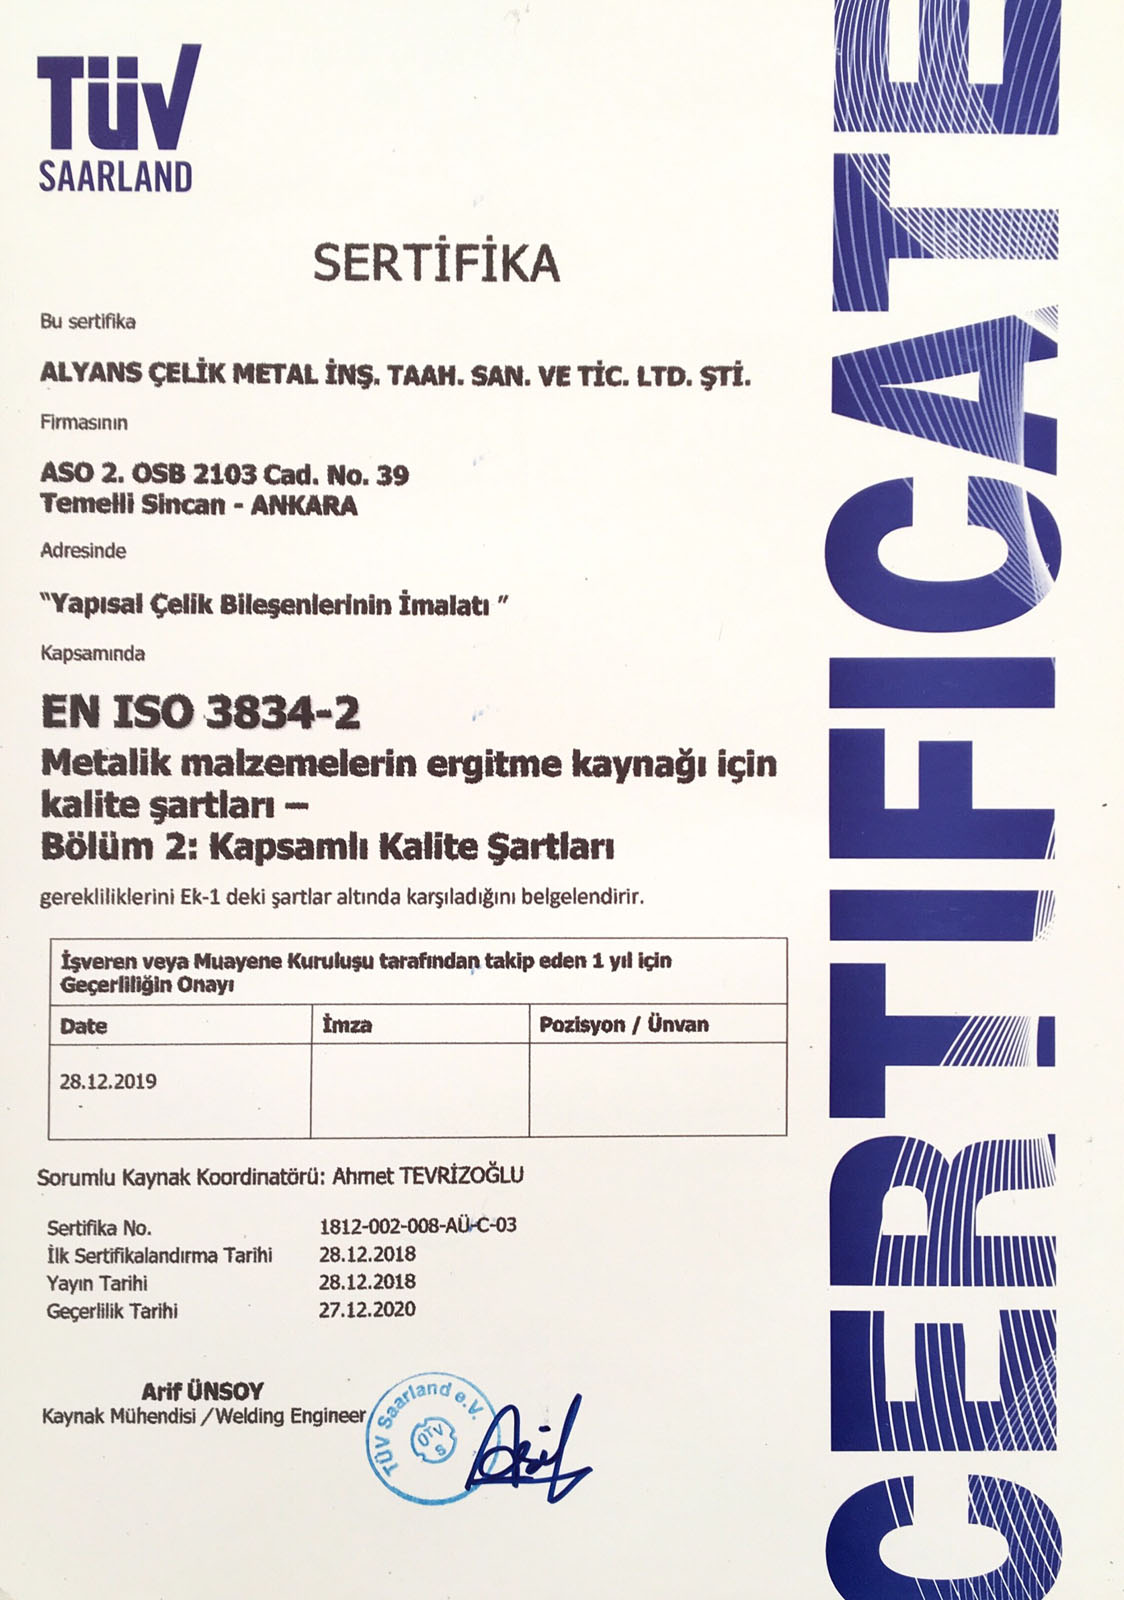 TÜV
SAARLAND
SERTİFİKA
Bu sertifika
ALYANS ÇELİK METAL İNŞ. TAAH. SAN. VE TİC. LTD. ŞTİ.
Firmasının
ASO 2. OSB 2103 Cad. No. 39
Temelli Sincan - ANKARA
Adresinde
“Yapısal Çelik Bileşenlerinin İmalatı ”
Kapsamında
EN ISO 3834-2
Metalik malzemelerin ergitme kaynağı için
kalite şartları –
Bölüm 2: Kapsamlı Kalite Şartları
gerekliliklerini Ek-1 deki şartlar altında karşıladığını belgelendirir.
İşveren veya Muayene Kuruluşu tarafından takip eden 1 yıl için
Geçerliliğin Onayı
Date İmza Pozisyon / Ünvan
28.12.2019
Sorumlu Kaynak Koordinatörü: Ahmet TEVRİZOĞLU
Sertifika No. 1812-002-008-AÜ-C-03
İlk Sertifikalandırma Tarihi 28.12.2018
Yayın Tarihi 28.12.2018
Geçerlilik Tarihi 27.12.2020
Arif ÜNSOY
Kaynak Mühendisi /Welding Engineer
TÜV Saarland e.V.
CERTIFICATE